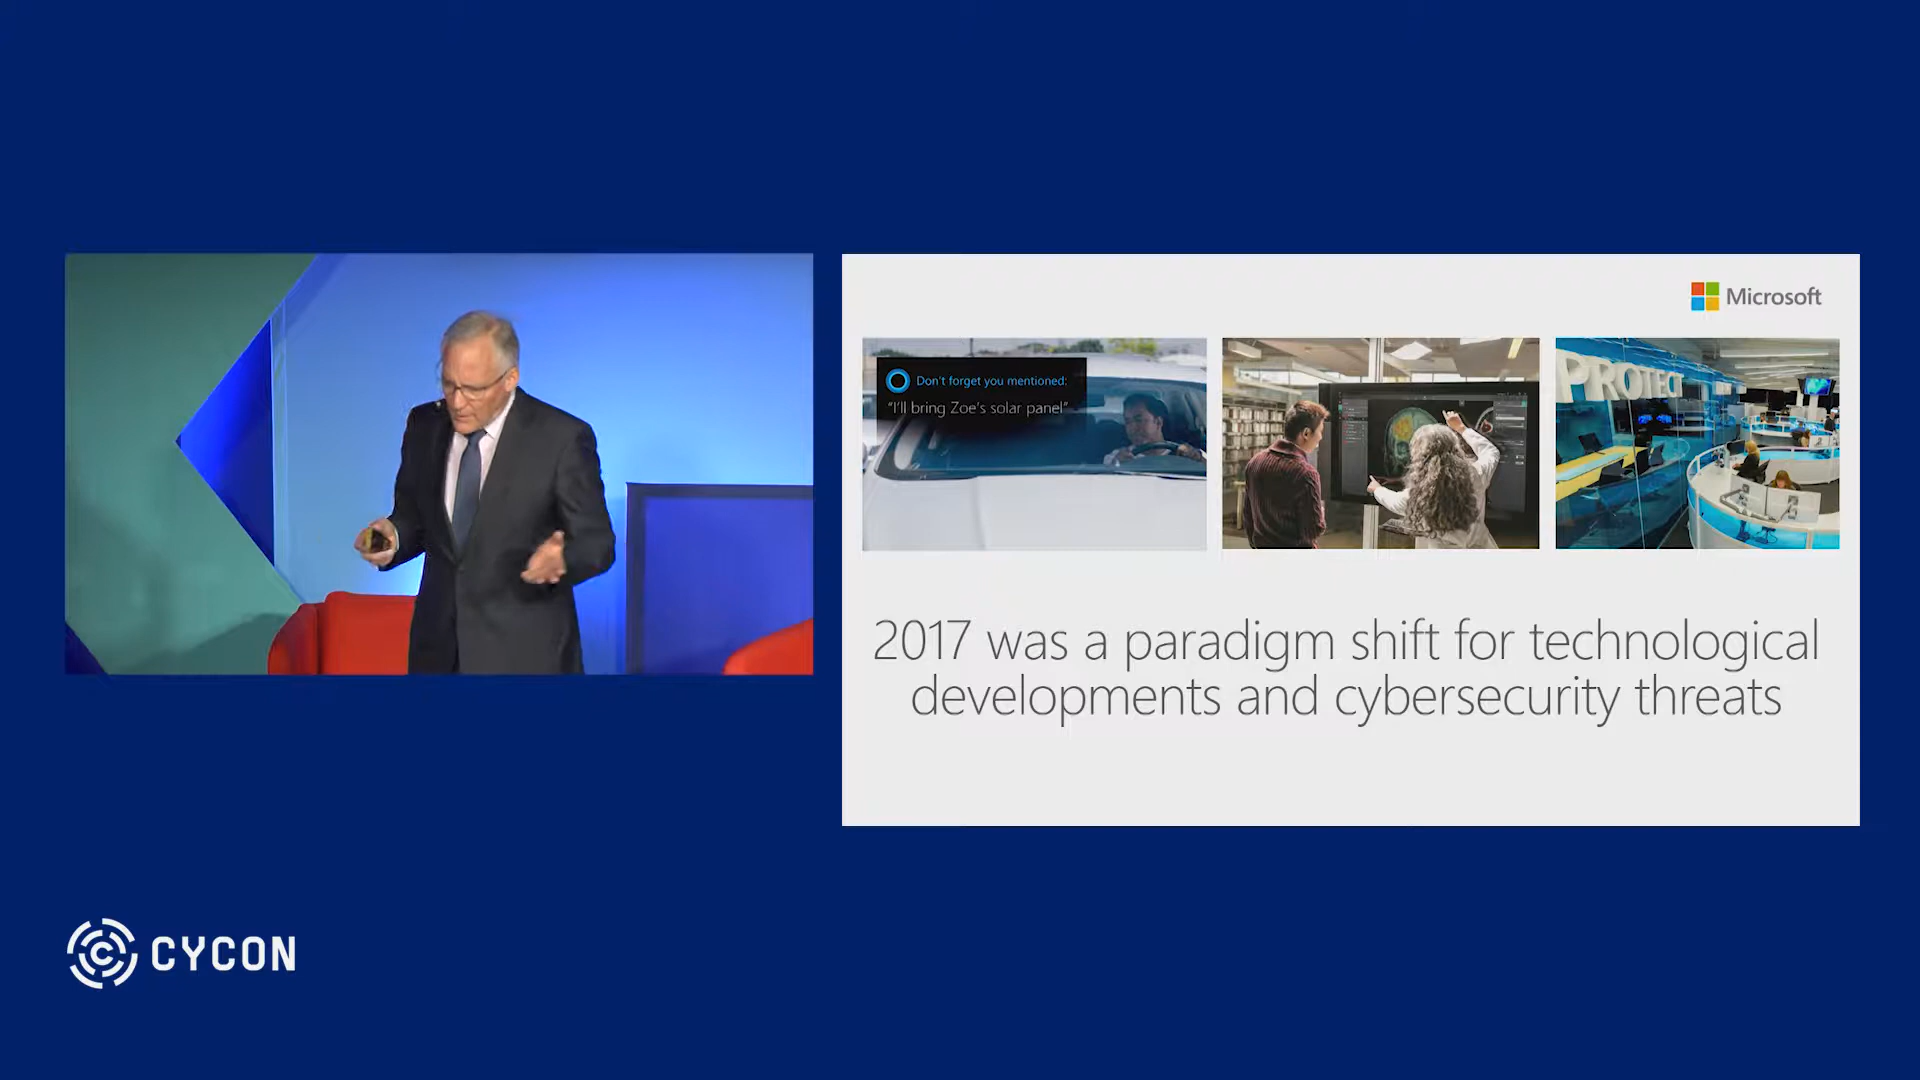 Microsoft
Don't forget you mentioned:
"I'll bring Zoe's solar panel"
PROTECT
2017 was a paradigm shift for technological
developments and cybersecurity threats
C CYCON